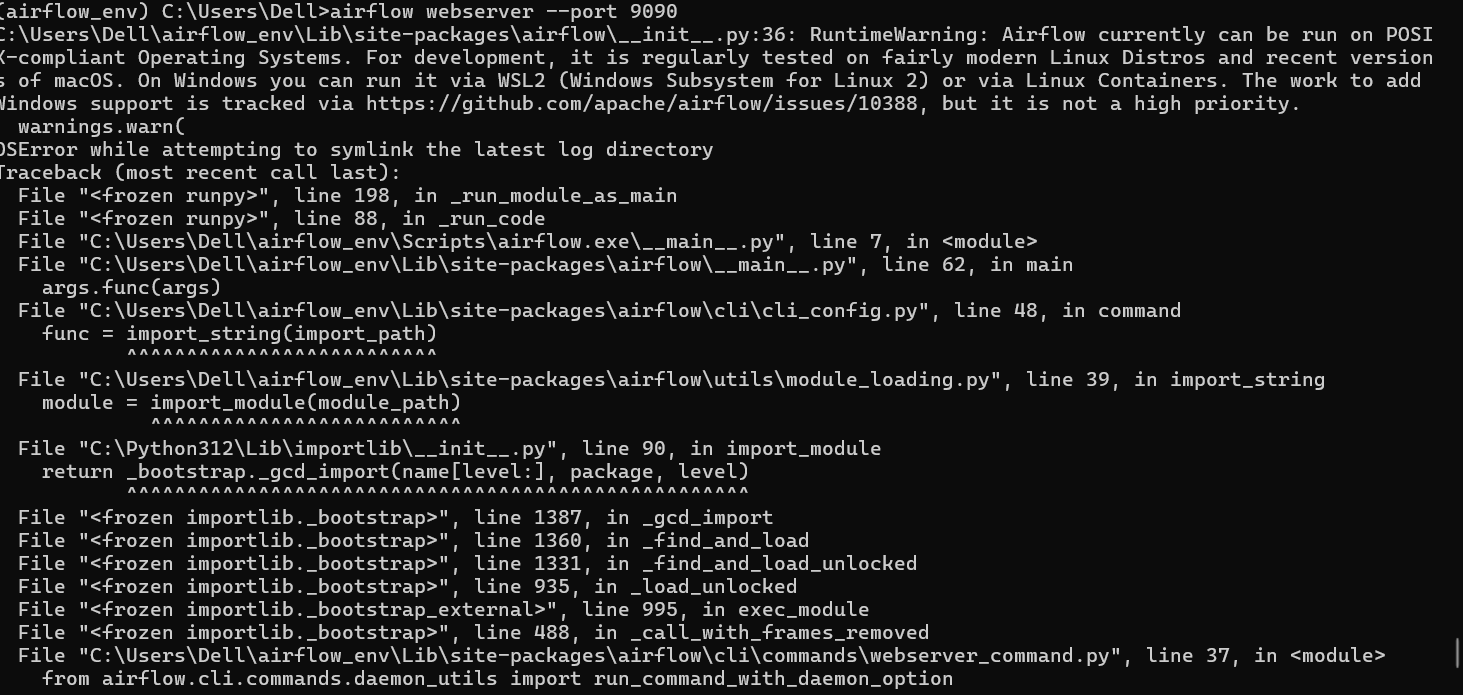 (airflow_env) C:\Users\Dell>airflow webserver --port 9090
C:\Users\Dell\airflow_env\Lib\site-packages\airflow\__init__.py:36: RuntimeWarning: Airflow currently can be run on POSI
X-compliant Operating Systems. For development, it is regularly tested on fairly modern Linux Distros and recent version
s of macOS. On Windows you can run it via WSL2 (Windows Subsystem for Linux 2) or via Linux Containers. The work to add
Windows support is tracked via https://github.com/apache/airflow/issues/10388, but it is not a high priority.
  warnings.warn(
OSError while attempting to symlink the latest log directory
Traceback (most recent call last):
  File "<frozen runpy>", line 198, in _run_module_as_main
  File "<frozen runpy>", line 88, in _run_code
  File "C:\Users\Dell\airflow_env\Scripts\airflow.exe\__main__.py", line 7, in <module>
  File "C:\Users\Dell\airflow_env\Lib\site-packages\airflow\__main__.py", line 62, in main
    args.func(args)
  File "C:\Users\Dell\airflow_env\Lib\site-packages\airflow\cli\cli_config.py", line 48, in command
    func = import_string(import_path)
           ^^^^^^^^^^^^^^^^^^^^^^^^^^
  File "C:\Users\Dell\airflow_env\Lib\site-packages\airflow\utils\module_loading.py", line 39, in import_string
    module = import_module(module_path)
             ^^^^^^^^^^^^^^^^^^^^^^^^^^
  File "C:\Python312\Lib\importlib\__init__.py", line 90, in import_module
    return _bootstrap._gcd_import(name[level:], package, level)
           ^^^^^^^^^^^^^^^^^^^^^^^^^^^^^^^^^^^^^^^^^^^^^^^^^^^^
  File "<frozen importlib._bootstrap>", line 1387, in _gcd_import
  File "<frozen importlib._bootstrap>", line 1360, in _find_and_load
  File "<frozen importlib._bootstrap>", line 1331, in _find_and_load_unlocked
  File "<frozen importlib._bootstrap>", line 935, in _load_unlocked
  File "<frozen importlib._bootstrap_external>", line 995, in exec_module
  File "<frozen importlib._bootstrap>", line 488, in _call_with_frames_removed
  File "C:\Users\Dell\airflow_env\Lib\site-packages\airflow\cli\commands\webserver_command.py", line 37, in <module>
    from airflow.cli.commands.daemon_utils import run_command_with_daemon_option